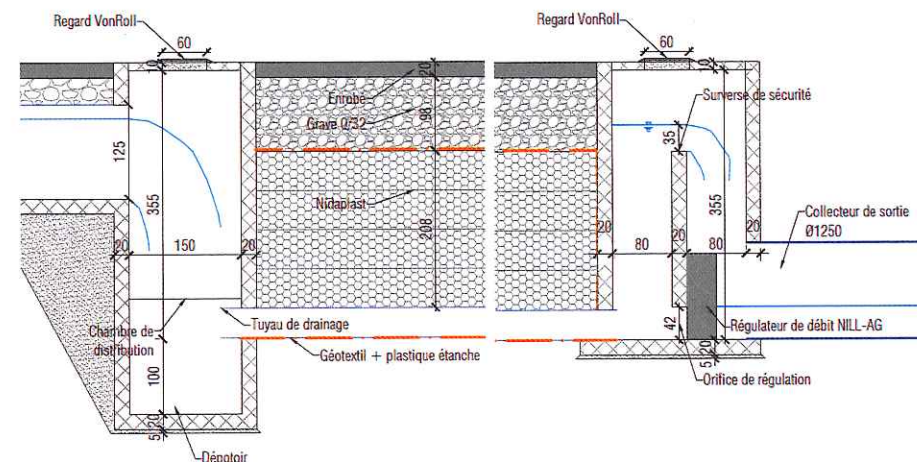 Regard VonRoll
60
10
20
Enrobé
Grave 0/32
98
125
355
Nidaplast
208
20
150
20
Chambre de
distribution
Tuyau de drainage
Géotextil + plastique étanche
100
20
5
Dépotoir
Regard VonRoll
60
10
Surverse de sécurité
35
355
Collecteur de sortie
Ø1250
20
80
20
80
20
42
Régulateur de débit NILL-AG
20
5
Orifice de régulation